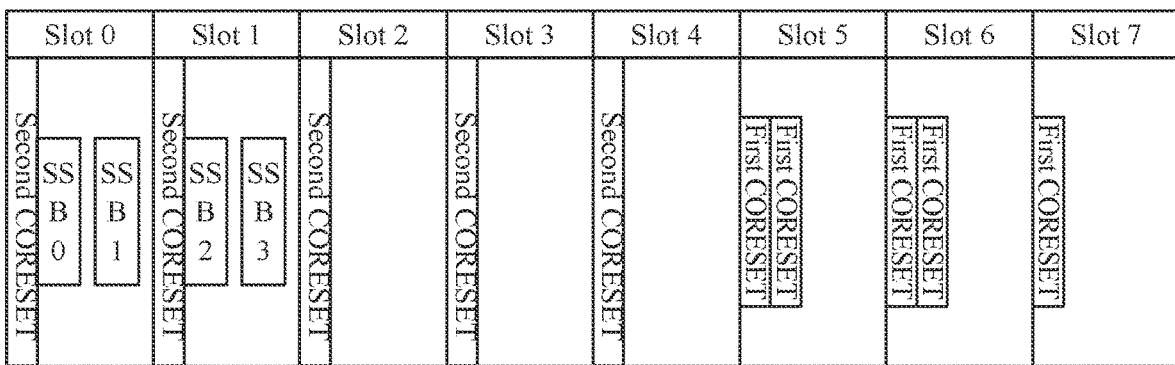 Slot 0
Slot 1
Slot 2
Slot 3
Slot 4
Slot 5
Slot 6
Slot 7
Second CORESET
SS
B
0
SS
B
1
Second CORESET
SS
B
2
SS
B
3
Second CORESET
Second CORESET
Second CORESET
First CORESET
First CORESET
First CORESET
First CORESET
First CORESET